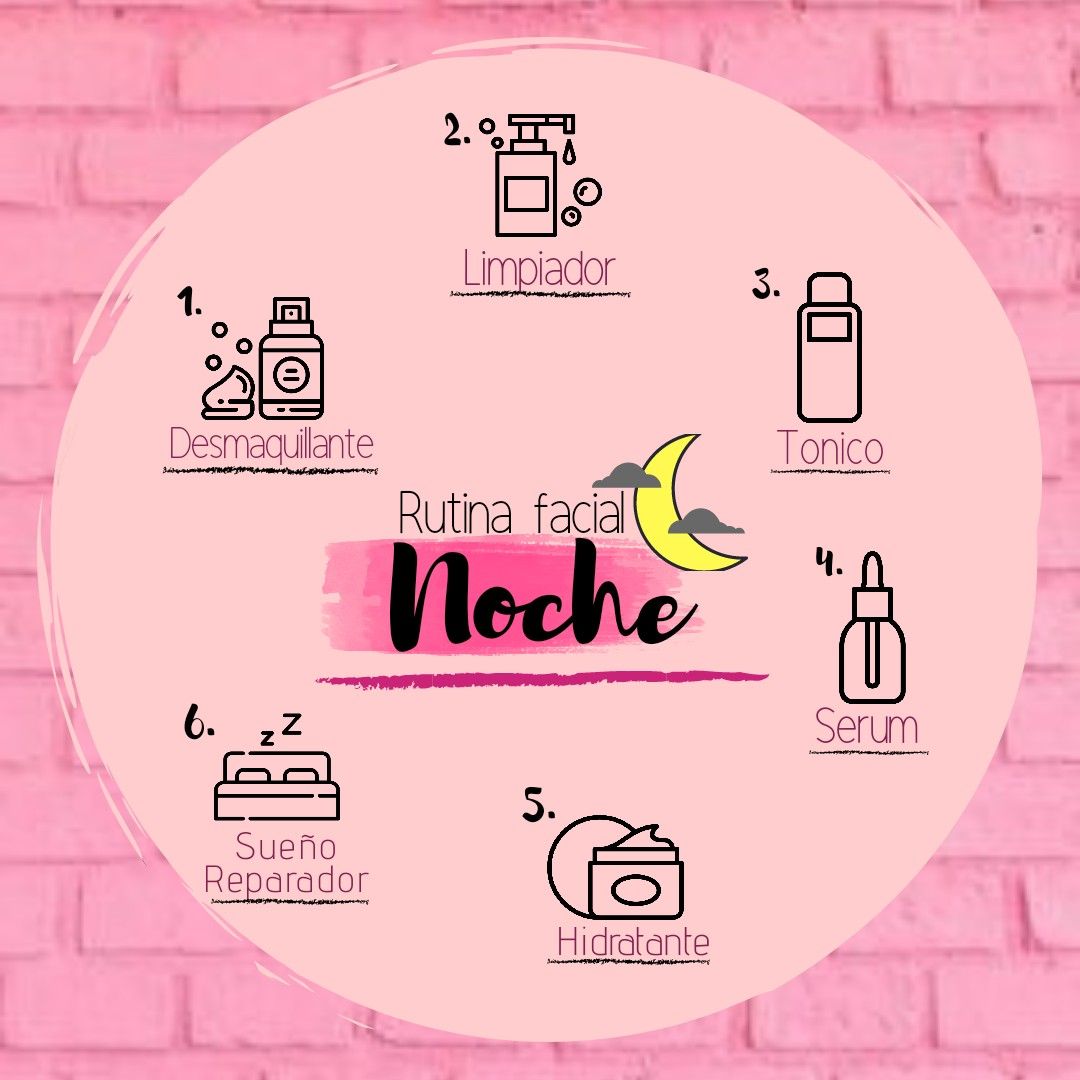 Rutina facial
Noche
1.
Desmaquillante
2.
Limpiador
3.
Tonico
4.
Serum
5.
Hidratante
6.
z Z
Sueño
Reparador